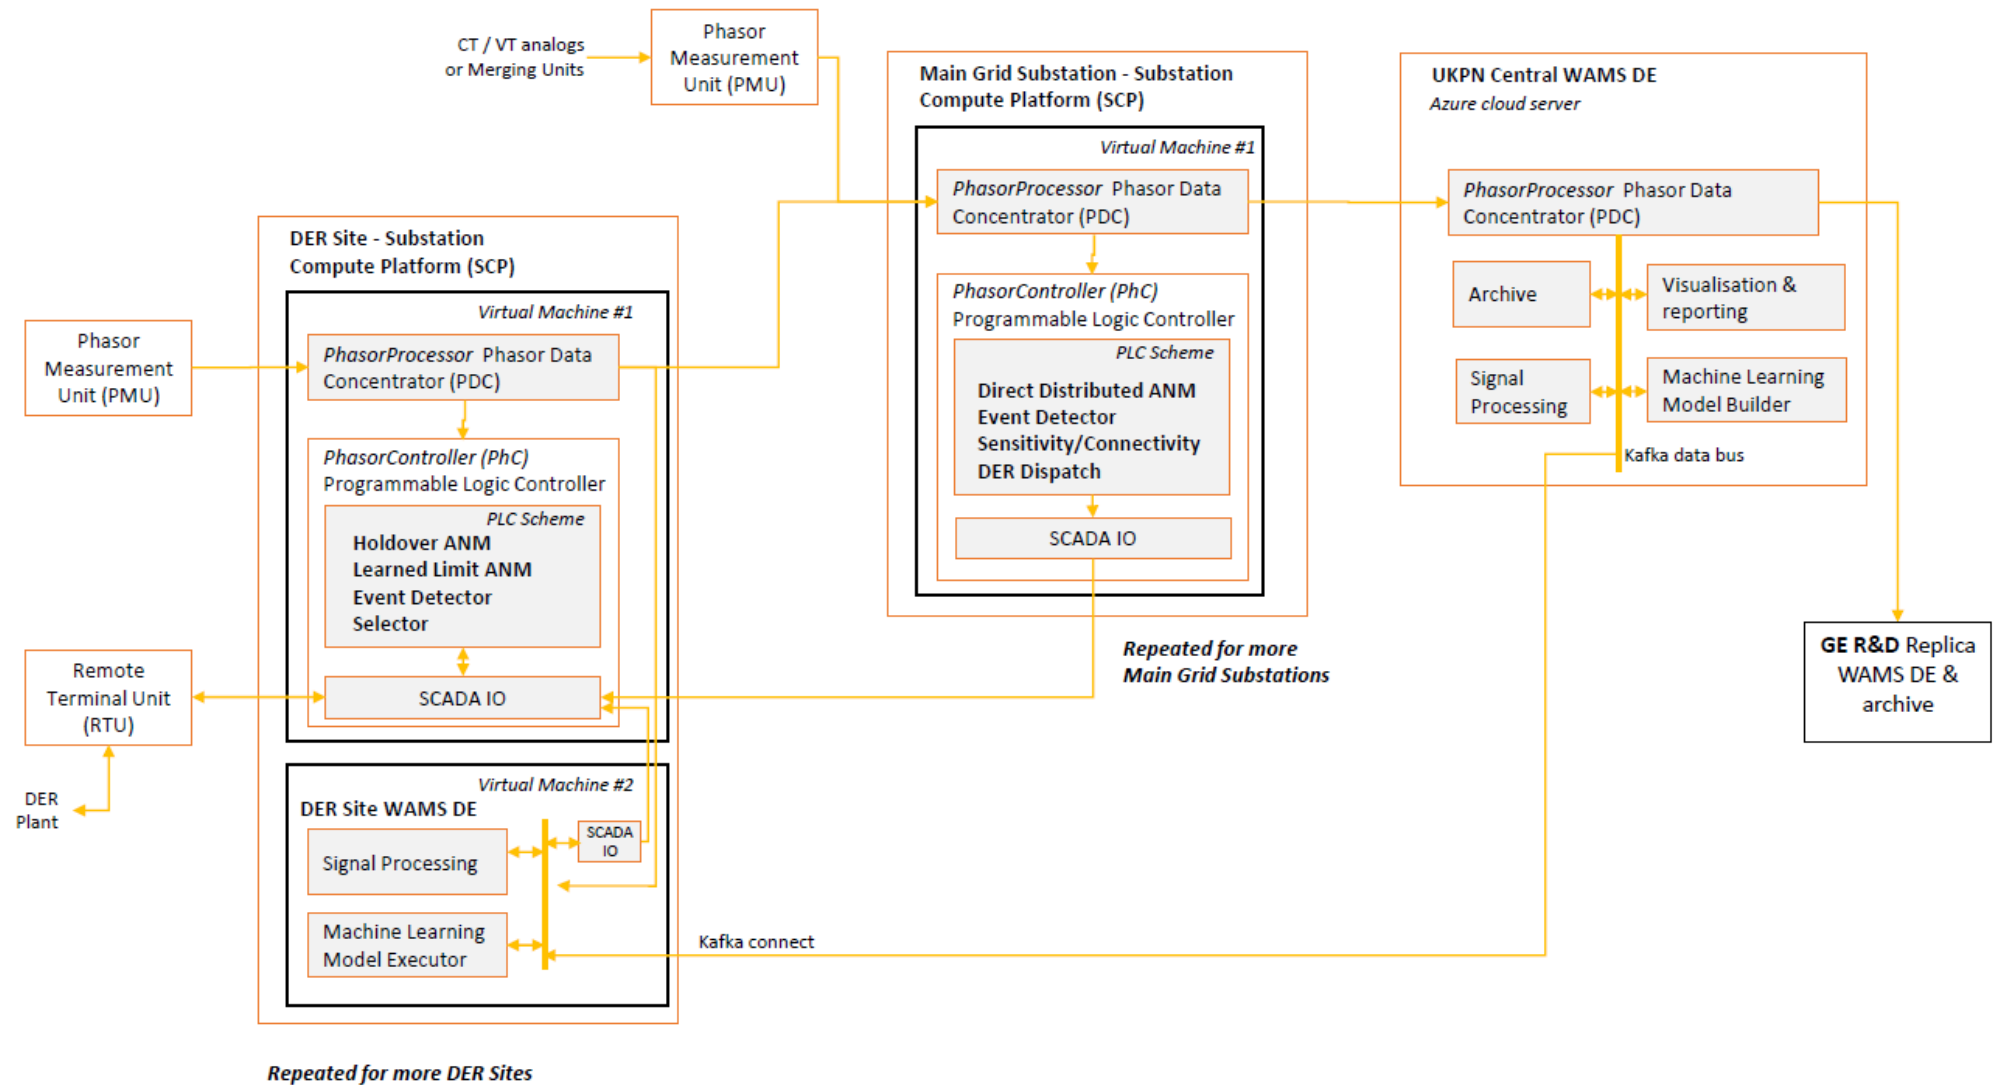 CT / VT analogs
or Merging Units
Phasor
Measurement
Unit (PMU)
Main Grid Substation - Substation
Compute Platform (SCP)
Virtual Machine #1
PhasorProcessor Phasor Data
Concentrator (PDC)
PhasorController (PhC)
Programmable Logic Controller
PLC Scheme
Direct Distributed ANM
Event Detector
Sensitivity/Connectivity
DER Dispatch
SCADA IO
Repeated for more
Main Grid Substations
UKPN Central WAMS DE
Azure cloud server
PhasorProcessor Phasor Data
Concentrator (PDC)
Archive
Visualisation &
reporting
Signal
Processing
Machine Learning
Model Builder
Kafka data bus
GE R&D Replica
WAMS DE &
archive
DER Site - Substation
Compute Platform (SCP)
Virtual Machine #1
Phasor
Measurement
Unit (PMU)
PhasorProcessor Phasor Data
Concentrator (PDC)
PhasorController (PhC)
Programmable Logic Controller
PLC Scheme
Holdover ANM
Learned Limit ANM
Event Detector
Selector
SCADA IO
Remote
Terminal Unit
(RTU)
DER
Plant
Virtual Machine #2
DER Site WAMS DE
SCADA
IO
Signal Processing
Machine Learning
Model Executor
Kafka connect
Repeated for more DER Sites